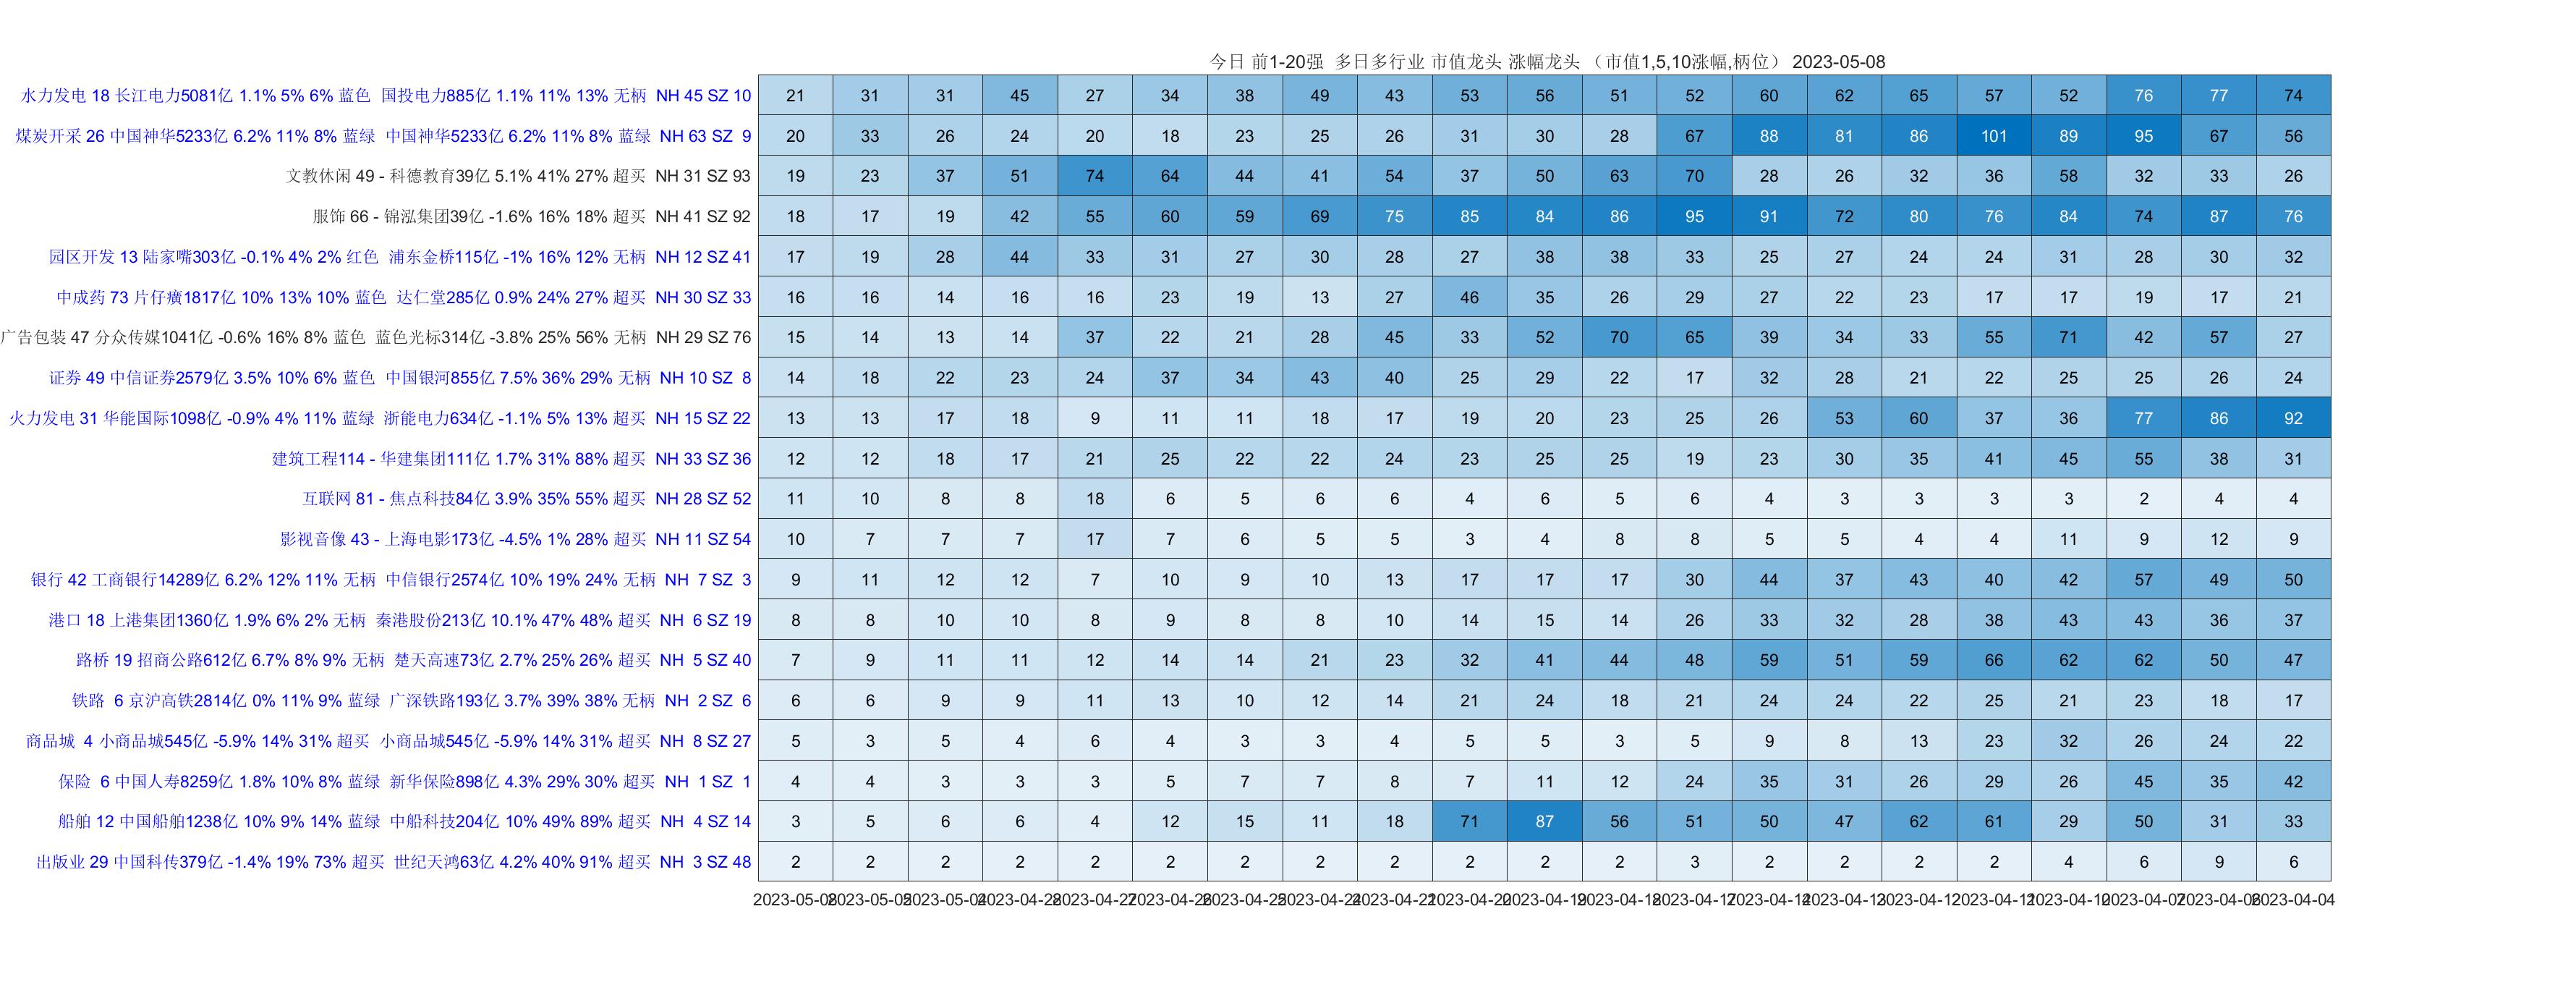 今日 前1-20强 多日多行业 市值龙头 涨幅龙头 （市值1,5,10涨幅,柄位） 2023-05-08
水力发电 18 长江电力5081亿 1.1% 5% 6% 蓝色 国投电力885亿 1.1% 11% 13% 无柄 NH 45 SZ 10 21 31 31 45 27 34 38 49 43 53 56 51 52 60 62 65 57 52 76 77 74
煤炭开采 26 中国神华5233亿 6.2% 11% 8% 蓝绿 中国神华5233亿 6.2% 11% 8% 蓝绿 NH 63 SZ 9 20 33 26 24 20 18 23 25 26 31 30 28 67 88 81 86 101 89 95 67 56
文教休闲 49 - 科德教育39亿 5.1% 41% 27% 超买 NH 31 SZ 93 19 23 37 51 74 64 44 41 54 37 50 63 70 28 26 32 36 58 32 33 26
服饰 66 - 锦泓集团39亿 -1.6% 16% 18% 超买 NH 41 SZ 92 18 17 19 42 55 60 59 69 75 85 84 86 95 91 72 80 76 84 74 87 76
园区开发 13 陆家嘴303亿 -0.1% 4% 2% 红色 浦东金桥115亿 -1% 16% 12% 无柄 NH 12 SZ 41 17 19 28 44 33 31 27 30 28 27 38 38 33 25 27 24 24 31 28 30 32
中成药 73 片仔癀1817亿 10% 13% 10% 蓝色 达仁堂285亿 0.9% 24% 27% 超买 NH 30 SZ 33 16 16 14 16 16 23 19 13 27 46 35 26 29 27 22 23 17 17 19 17 21
广告包装 47 分众传媒1041亿 -0.6% 16% 8% 蓝色 蓝色光标314亿 -3.8% 25% 56% 无柄 NH 29 SZ 76 15 14 13 14 37 22 21 28 45 33 52 70 65 39 34 33 55 71 42 57 27
证券 49 中信证券2579亿 3.5% 10% 6% 蓝色 中国银河855亿 7.5% 36% 29% 无柄 NH 10 SZ 8 14 18 22 23 24 37 34 43 40 25 29 22 17 32 28 21 22 25 25 26 24
火力发电 31 华能国际1098亿 -0.9% 4% 11% 蓝绿 浙能电力634亿 -1.1% 5% 13% 超买 NH 15 SZ 22 13 13 17 18 9 11 11 18 17 19 20 23 25 26 53 60 37 36 77 86 92
建筑工程114 - 华建集团111亿 1.7% 31% 88% 超买 NH 33 SZ 36 12 12 18 17 21 25 22 22 24 23 25 25 19 23 30 35 41 45 55 38 31
互联网 81 - 焦点科技84亿 3.9% 35% 55% 超买 NH 28 SZ 52 11 10 8 8 18 6 5 6 6 4 6 5 6 4 3 3 3 3 2 4 4
影视音像 43 - 上海电影173亿 -4.5% 1% 28% 超买 NH 11 SZ 54 10 7 7 7 17 7 6 5 5 3 4 8 8 5 5 4 4 11 9 12 9
银行 42 工商银行14289亿 6.2% 12% 11% 无柄 中信银行2574亿 10% 19% 24% 无柄 NH 7 SZ 3 9 11 12 12 7 10 9 10 13 17 17 17 30 44 37 43 40 42 57 49 50
港口 18 上港集团1360亿 1.9% 6% 2% 无柄 秦港股份213亿 10.1% 47% 48% 超买 NH 6 SZ 19 8 8 10 10 8 9 8 8 10 14 15 14 26 33 32 28 38 43 43 36 37
路桥 19 招商公路612亿 6.7% 8% 9% 无柄 楚天高速73亿 2.7% 25% 26% 超买 NH 5 SZ 40 7 9 11 11 12 14 14 21 23 32 41 44 48 59 51 59 66 62 62 50 47
铁路 6 京沪高铁2814亿 0% 11% 9% 蓝绿 广深铁路193亿 3.7% 39% 38% 无柄 NH 2 SZ 6 6 6 9 9 11 13 10 12 14 21 24 18 21 24 24 22 25 21 23 18 17
商品城 4 小商品城545亿 -5.9% 14% 31% 超买 小商品城545亿 -5.9% 14% 31% 超买 NH 8 SZ 27 5 3 5 4 6 4 3 3 4 5 5 3 5 9 8 13 23 32 26 24 22
保险 6 中国人寿8259亿 1.8% 10% 8% 蓝绿 新华保险898亿 4.3% 29% 30% 超买 NH 1 SZ 1 4 4 3 3 3 5 7 7 8 7 11 12 24 35 31 26 29 26 45 35 42
船舶 12 中国船舶1238亿 10% 9% 14% 蓝绿 中船科技204亿 10% 49% 89% 超买 NH 4 SZ 14 3 5 6 6 4 12 15 11 18 71 87 56 51 50 47 62 61 29 50 31 33
出版业 29 中国科传379亿 -1.4% 19% 73% 超买 世纪天鸿63亿 4.2% 40% 91% 超买 NH 3 SZ 48 2 2 2 2 2 2 2 2 2 2 2 2 3 2 2 2 2 4 6 9 6
2023-05-08 2023-05-05 2023-05-04 2023-04-28 2023-04-27 2023-04-26 2023-04-25 2023-04-24 2023-04-21 2023-04-20 2023-04-19 2023-04-18 2023-04-17 2023-04-14 2023-04-13 2023-04-12 2023-04-11 2023-04-10 2023-04-07 2023-04-06 2023-04-04